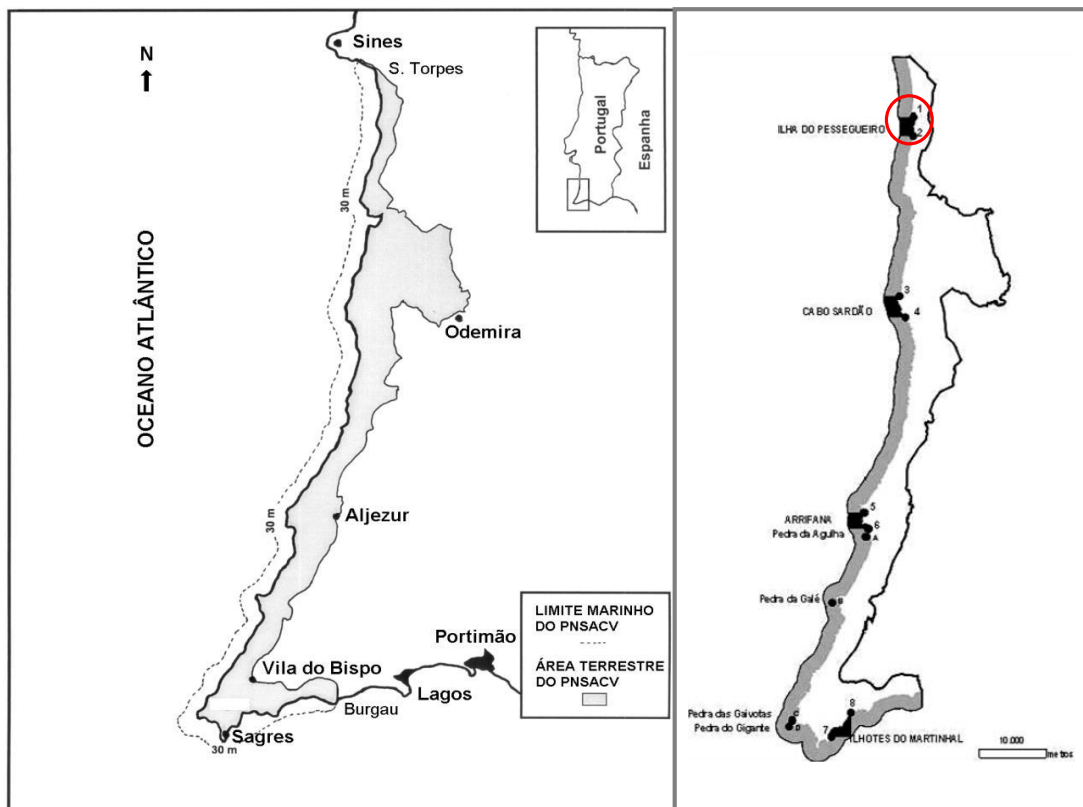 N
Sines
S. Torpes
30 m
OCEANO ATLÂNTICO
Portugal
Espanha
Odemira
30 m
Aljezur
LIMITE MARINHO
DO PNSACV
ÁREA TERRESTRE
DO PNSACV
Portimão
Vila do Bispo
Lagos
Burgau
Sagres
30 m
1
ILHA DO PESSEGUEIRO
2
3
CABO SARDÃO
4
5
ARRIFANA
6
Pedra da Agulha
A
Pedra da Galé
B
8
Pedra das Gaivotas
C
Pedra do Gigante
D
7
ILHOTES DO MARTINHAL
10.000
metros